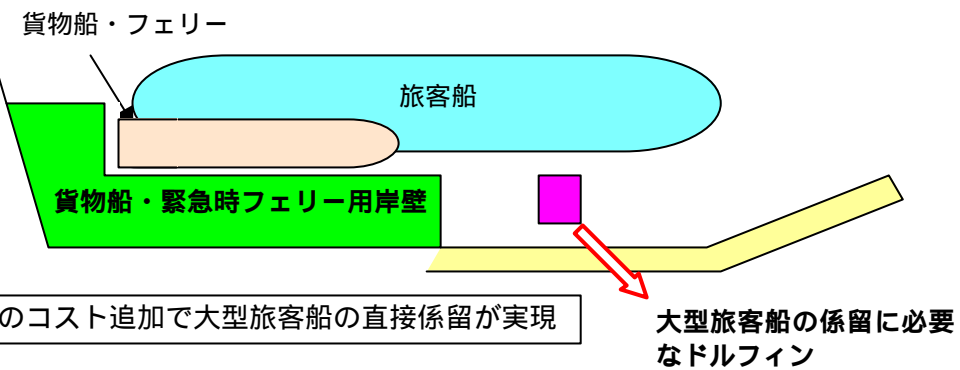 貨物船・フェリー
旅客船
貨物船・緊急時フェリー用岸壁
のコスト追加で大型旅客船の直接係留が実現
大型旅客船の係留に必要
なドルフィン